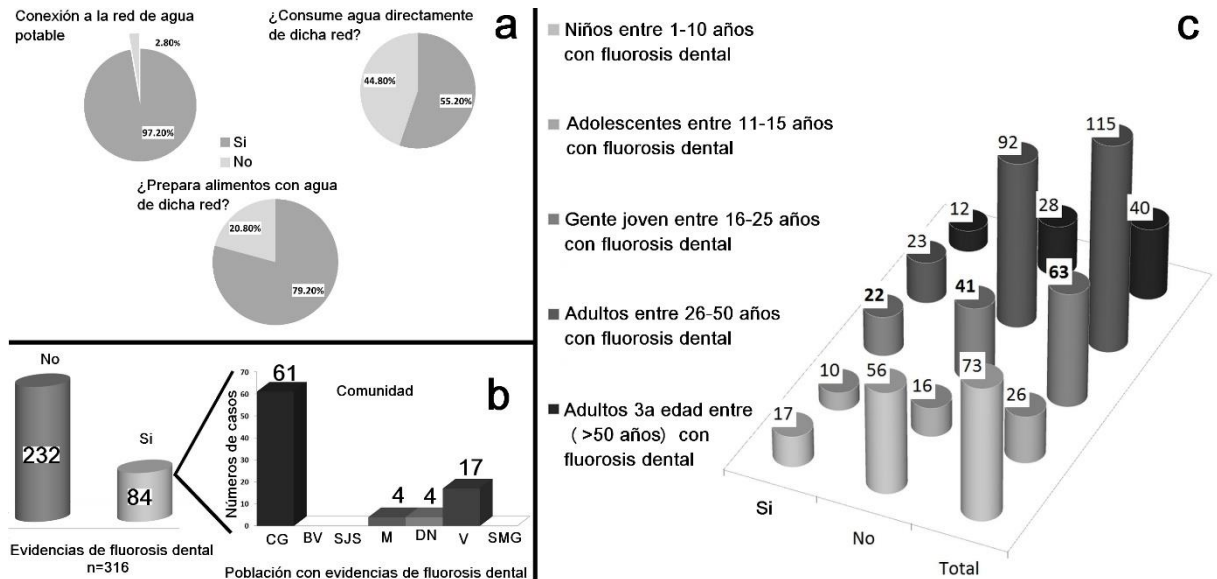 a
Conexión a la red de agua
potable
2.80%
97.20%
¿Consume agua directamente
de dicha red?
44.80%
55.20%
Si
No
¿Prepara alimentos con agua
de dicha red?
20.80%
79.20%
b
No
232
Si
84
Evidencias de fluorosis dental
n=316
Comunidad
Números de casos
70
60
50
40
30
20
10
0
61
4
4
17
CG
BV
SJS
M
DN
V
SMG
Población con evidencias de fluorosis dental
c
Niños entre 1-10 años
con fluorosis dental
Adolescentes entre 11-15 años
con fluorosis dental
Gente joven entre 16-25 años
con fluorosis dental
Adultos entre 26-50 años
con fluorosis dental
Adultos 3a edad entre
(>50 años) con
fluorosis dental
115
92
40
28
12
23
63
41
22
73
56
26
16
10
17
Si
No
Total